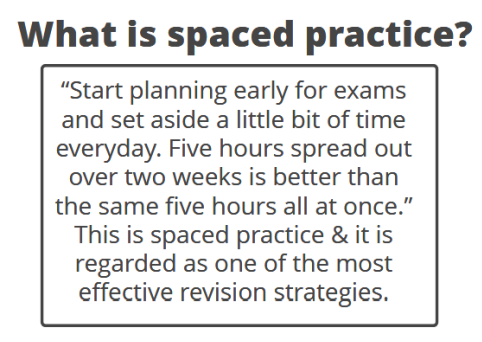 What is spaced practice?
“Start planning early for exams
and set aside a little bit of time
everyday. Five hours spread out
over two weeks is better than
the same five hours all at once.”
This is spaced practice & it is
regarded as one of the most
effective revision strategies.